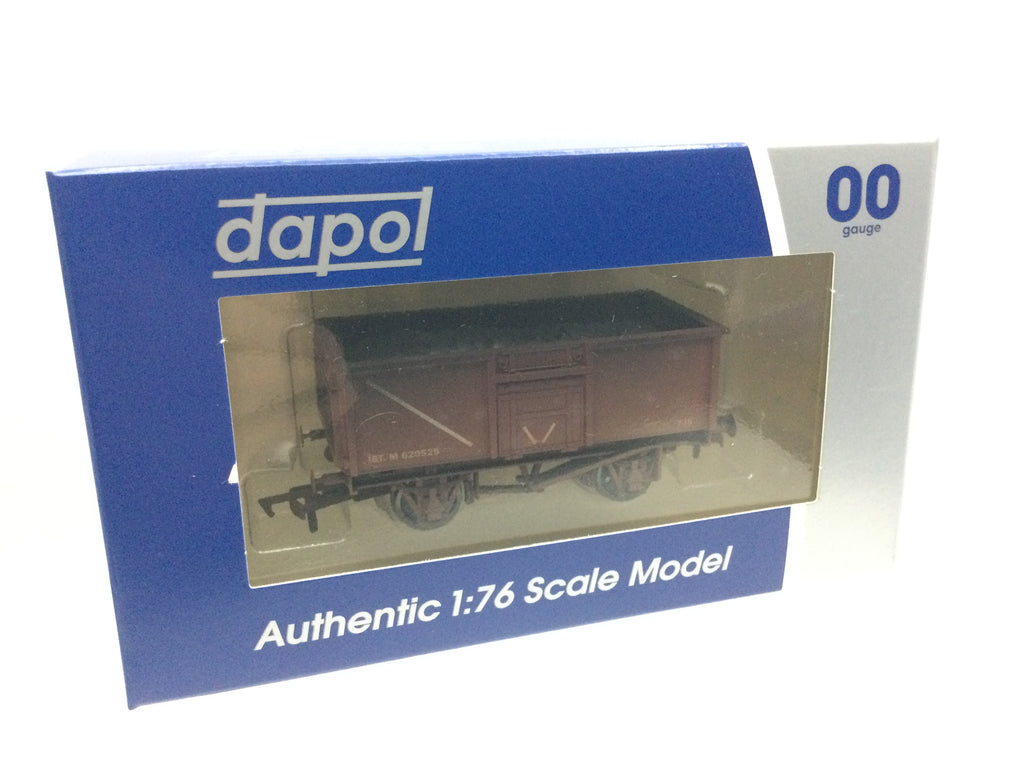 dapol
00
gauge
16T. M 620525
Authentic 1:76 Scale Model